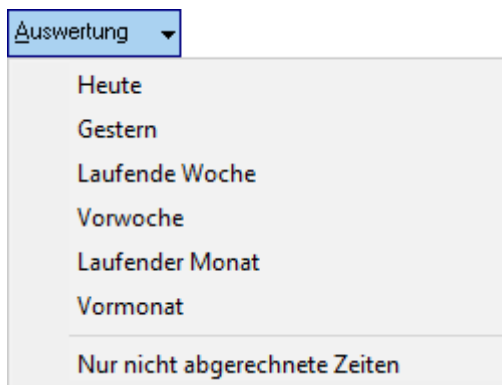 Auswertung
Heute
Gestern
Laufende Woche
Vorwoche
Laufender Monat
Vormonat
Nur nicht abgerechnete Zeiten